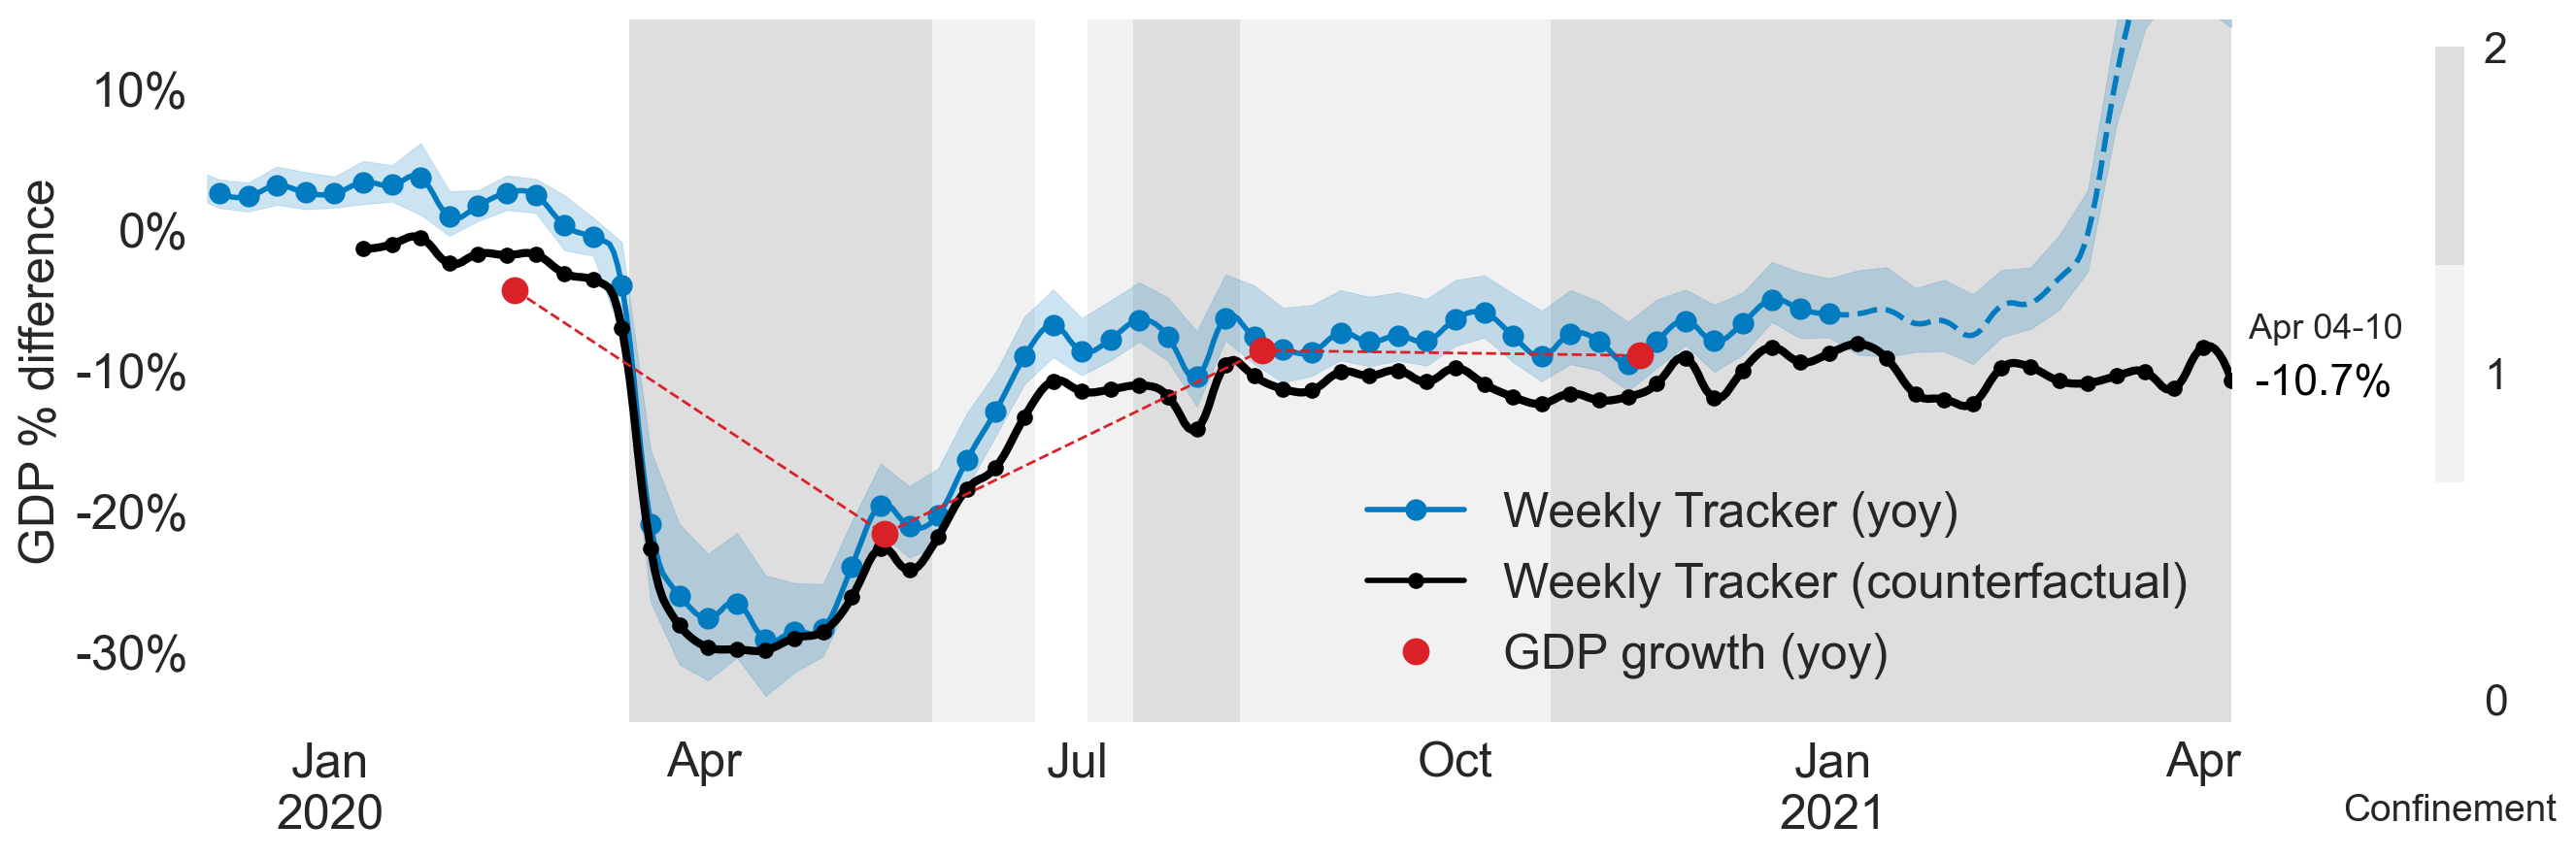 GDP % difference
10%
0%
-10%
-20%
-30%
Jan
2020
Apr
Jul
Oct
Jan
2021
Apr
Weekly Tracker (yoy)
Weekly Tracker (counterfactual)
GDP growth (yoy)
Apr 04-10
-10.7%
2
1
0
Confinement